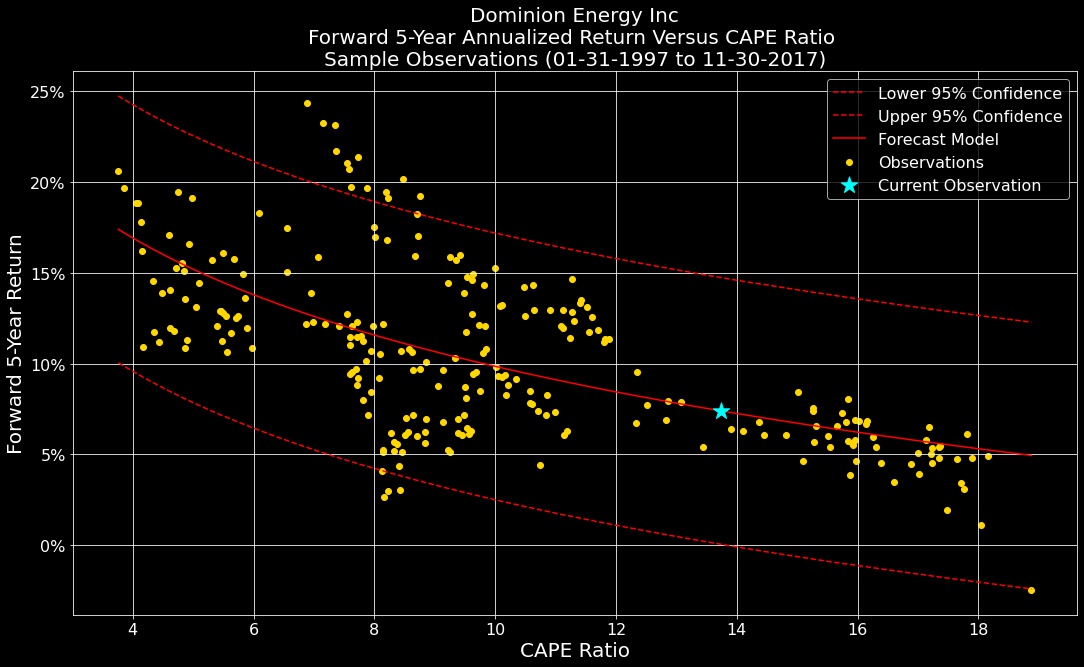 Dominion Energy Inc
Forward 5-Year Annualized Return Versus CAPE Ratio
Sample Observations (01-31-1997 to 11-30-2017)
Lower 95% Confidence
Upper 95% Confidence
Forecast Model
Observations
Current Observation
Forward 5-Year Return
25%
20%
15%
10%
5%
0%
4 6 8 10 12 14 16 18
CAPE Ratio